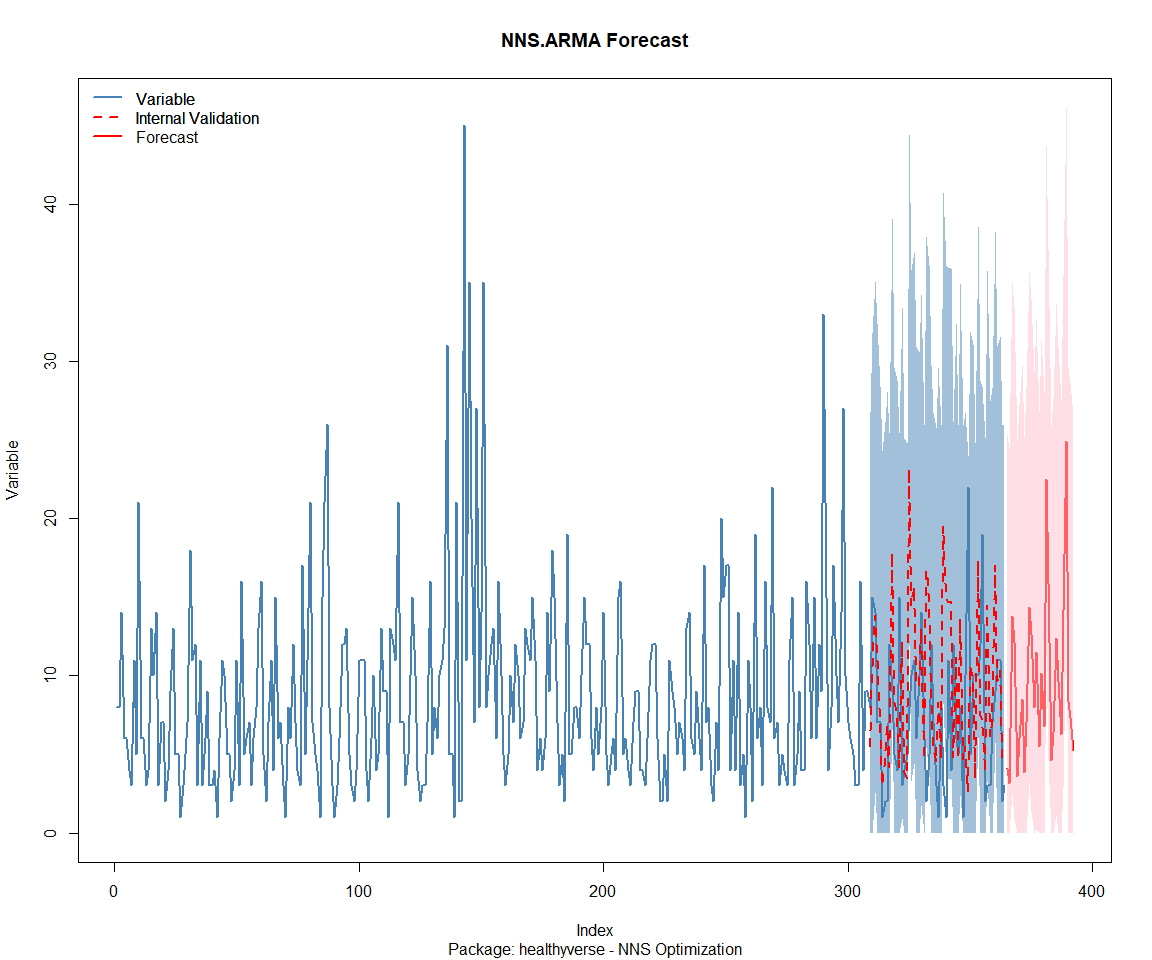 NNS.ARMA Forecast
Variable
Internal Validation
Forecast
Variable
0
10
20
30
40
0
100
200
300
400
Index
Package: healthyverse - NNS Optimization